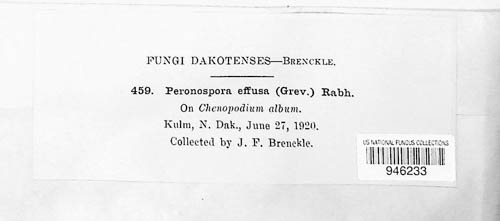 FUNGI DAKOTENSES—BRENCKLE.
459. Peronospora effusa (Grev.) Rabh.
On Chenopodium album.
Kulm, N. Dak., June 27, 1920.
Collected by J. F. Brenckle.
US NATIONAL FUNGUS COLLECTIONS
946233